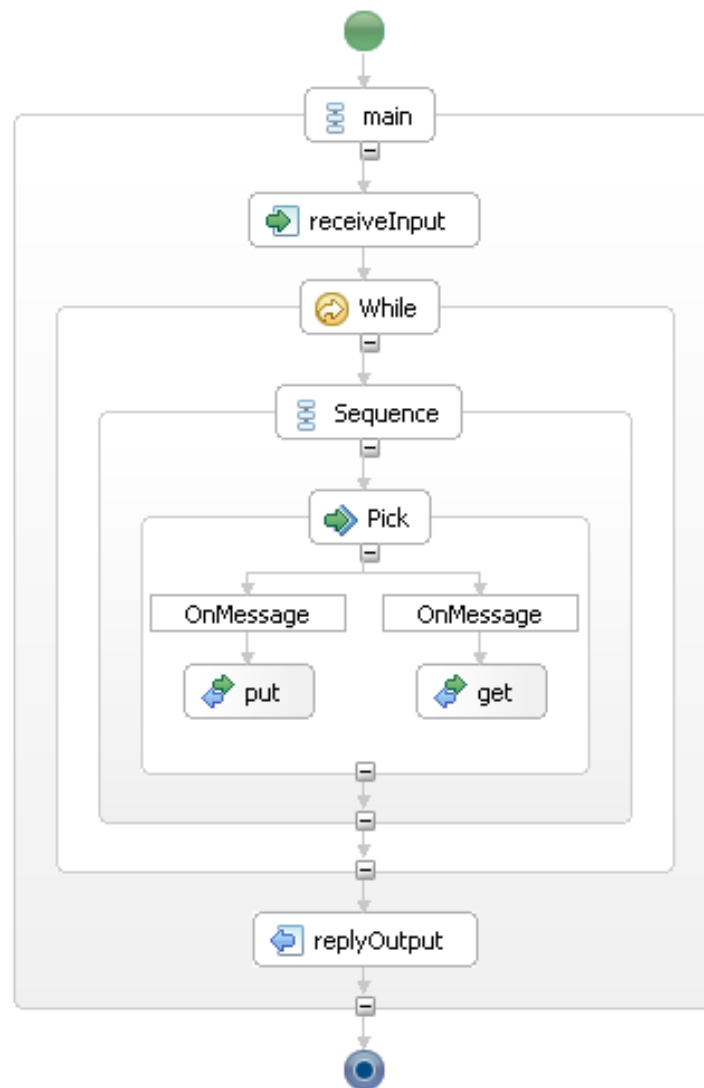 main
receiveInput
While
Sequence
Pick
OnMessage
OnMessage
put
get
replyOutput